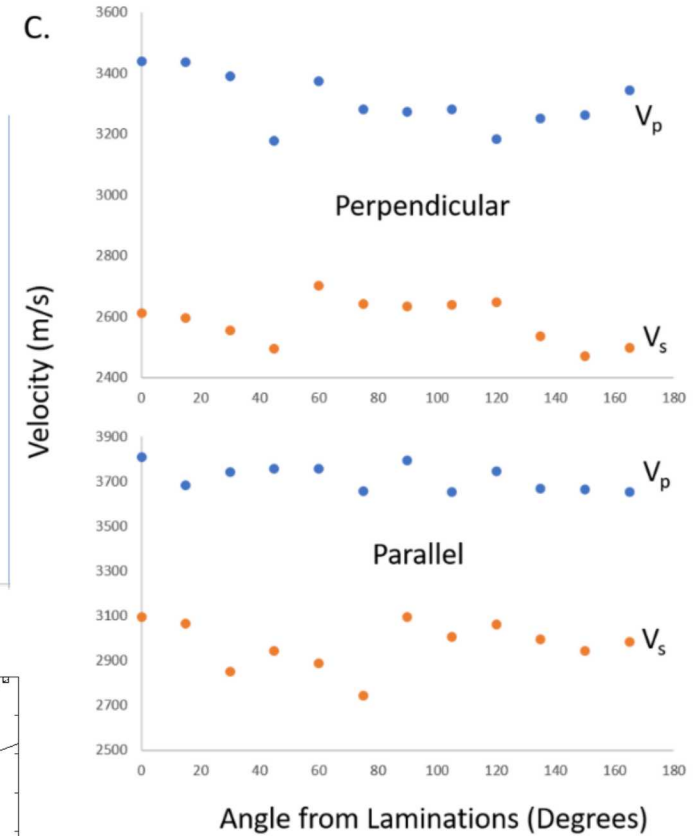 C.
3600
3400
3200
3000
2800
2600
2400
0 20 40 60 80 100 120 140 160 180
Vp
Perpendicular
Vs
Velocity (m/s)
3900
3700
3500
3300
3100
2900
2700
2500
0 20 40 60 80 100 120 140 160 180
Vp
Parallel
Vs
Angle from Laminations (Degrees)